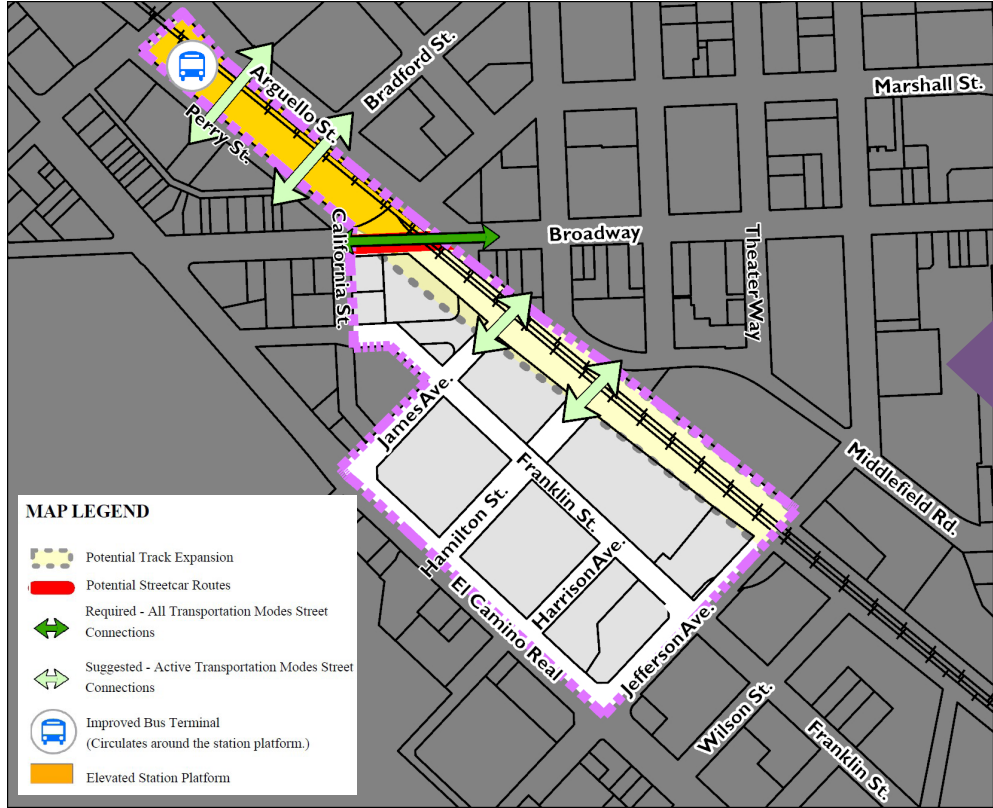 Bradford St.
Marshall St.
Arguello St.
Perry St.
California St.
Broadway
Theater Way
James Ave.
Franklin St.
Middlefield Rd.
Hamilton St.
Harrison Ave.
El Camino Real
Jefferson Ave.
Wilson St.
Franklin St.
MAP LEGEND
Potential Track Expansion
Potential Streetcar Routes
Required - All Transportation Modes Street
Connections
Suggested - Active Transportation Modes Street
Connections
Improved Bus Terminal
(Circulates around the station platform.)
Elevated Station Platform